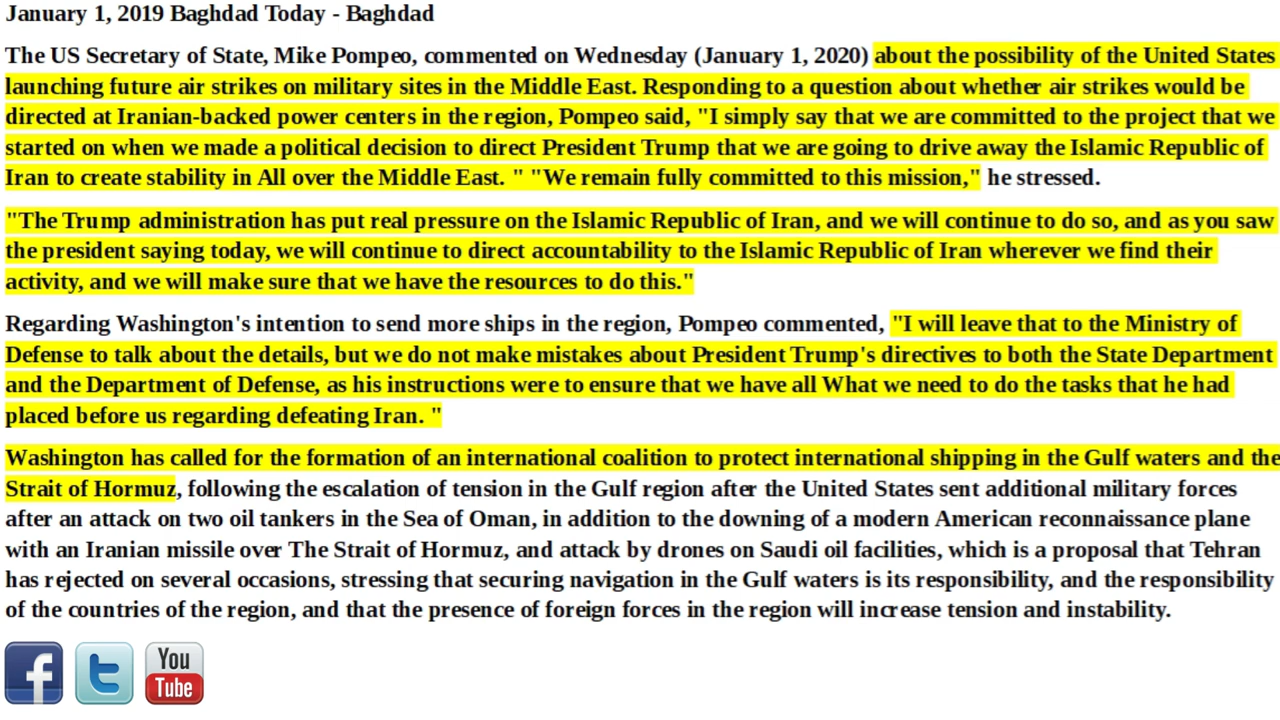 January 1, 2019 Baghdad Today - Baghdad
The US Secretary of State, Mike Pompeo, commented on Wednesday (January 1, 2020) about the possibility of the United States
launching future air strikes on military sites in the Middle East. Responding to a question about whether air strikes would be
directed at Iranian-backed power centers in the region, Pompeo said, "I simply say that we are committed to the project that we
started on when we made a political decision to direct President Trump that we are going to drive away the Islamic Republic of
Iran to create stability in All over the Middle East. " "We remain fully committed to this mission," he stressed.
"The Trump administration has put real pressure on the Islamic Republic of Iran, and we will continue to do so, and as you saw
the president saying today, we will continue to direct accountability to the Islamic Republic of Iran wherever we find their
activity, and we will make sure that we have the resources to do this."
Regarding Washington's intention to send more ships in the region, Pompeo commented, "I will leave that to the Ministry of
Defense to talk about the details, but we do not make mistakes about President Trump's directives to both the State Department
and the Department of Defense, as his instructions were to ensure that we have all What we need to do the tasks that he had
placed before us regarding defeating Iran. "
Washington has called for the formation of an international coalition to protect international shipping in the Gulf waters and the
Strait of Hormuz, following the escalation of tension in the Gulf region after the United States sent additional military forces
after an attack on two oil tankers in the Sea of Oman, in addition to the downing of a modern American reconnaissance plane
with an Iranian missile over The Strait of Hormuz, and attack by drones on Saudi oil facilities, which is a proposal that Tehran
has rejected on several occasions, stressing that securing navigation in the Gulf waters is its responsibility, and the responsibility
of the countries of the region, and that the presence of foreign forces in the region will increase tension and instability.
f t You
Tube